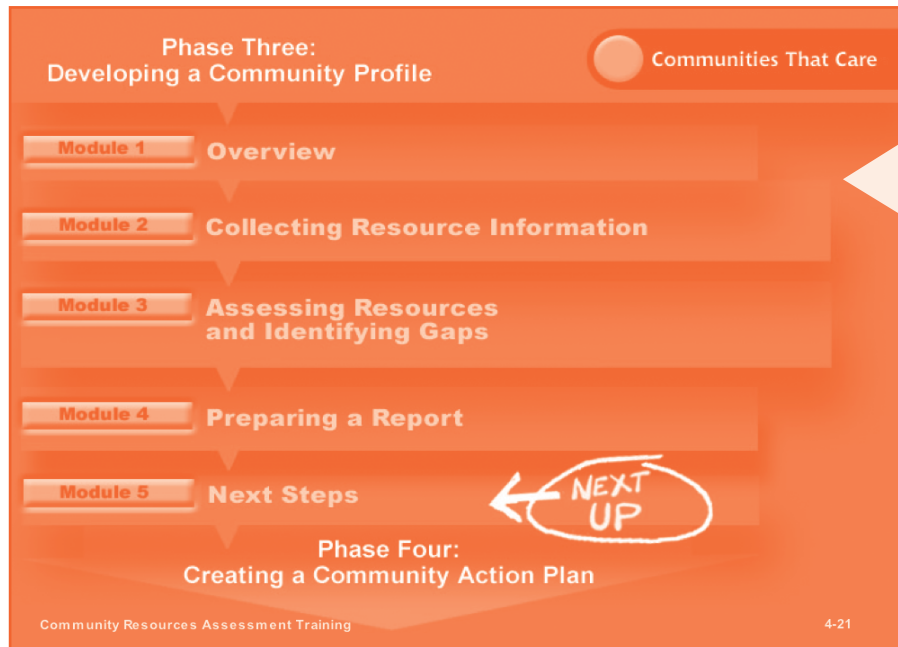 Phase Three:
Developing a Community Profile
Communities That Care
Module 1
Overview
Module 2
Collecting Resource Information
Module 3
Assessing Resources
and Identifying Gaps
Module 4
Preparing a Report
Module 5
Next Steps
NEXT
UP
Phase Four:
Creating a Community Action Plan
Community Resources Assessment Training
4-21